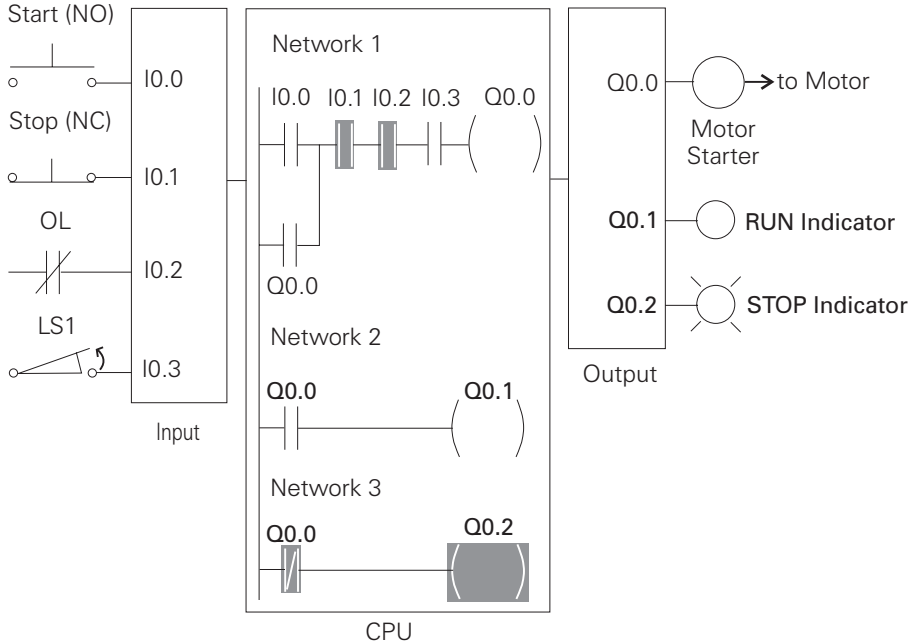 Start (NO)
I0.0
Stop (NC)
I0.1
OL
I0.2
LS1
I0.3
Input
Network 1
I0.0 I0.1 I0.2 I0.3 Q0.0
Q0.0
Network 2
Q0.0 Q0.1
Network 3
Q0.0 Q0.2
CPU
Q0.0 to Motor
Motor
Starter
Q0.1 RUN Indicator
Q0.2 STOP Indicator
Output